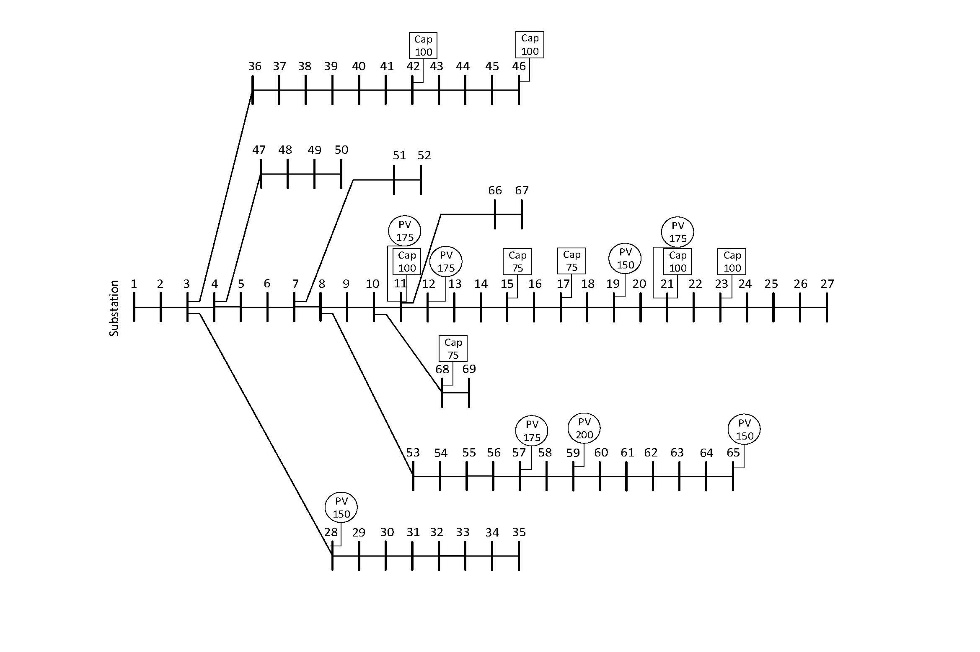 Cap
100
Cap
100
36 37 38 39 40 41 42 43 44 45 46
47 48 49 50
51 52
66 67
PV
175
Cap
100
PV
175
Cap
75
Cap
75
PV
150
PV
175
Cap
100
Cap
100
Substation
1 2 3 4 5 6 7 8 9 10 11 12 13 14 15 16 17 18 19 20 21 22 23 24 25 26 27
Cap
75
68 69
PV
175
PV
200
PV
150
53 54 55 56 57 58 59 60 61 62 63 64 65
PV
150
28 29 30 31 32 33 34 35